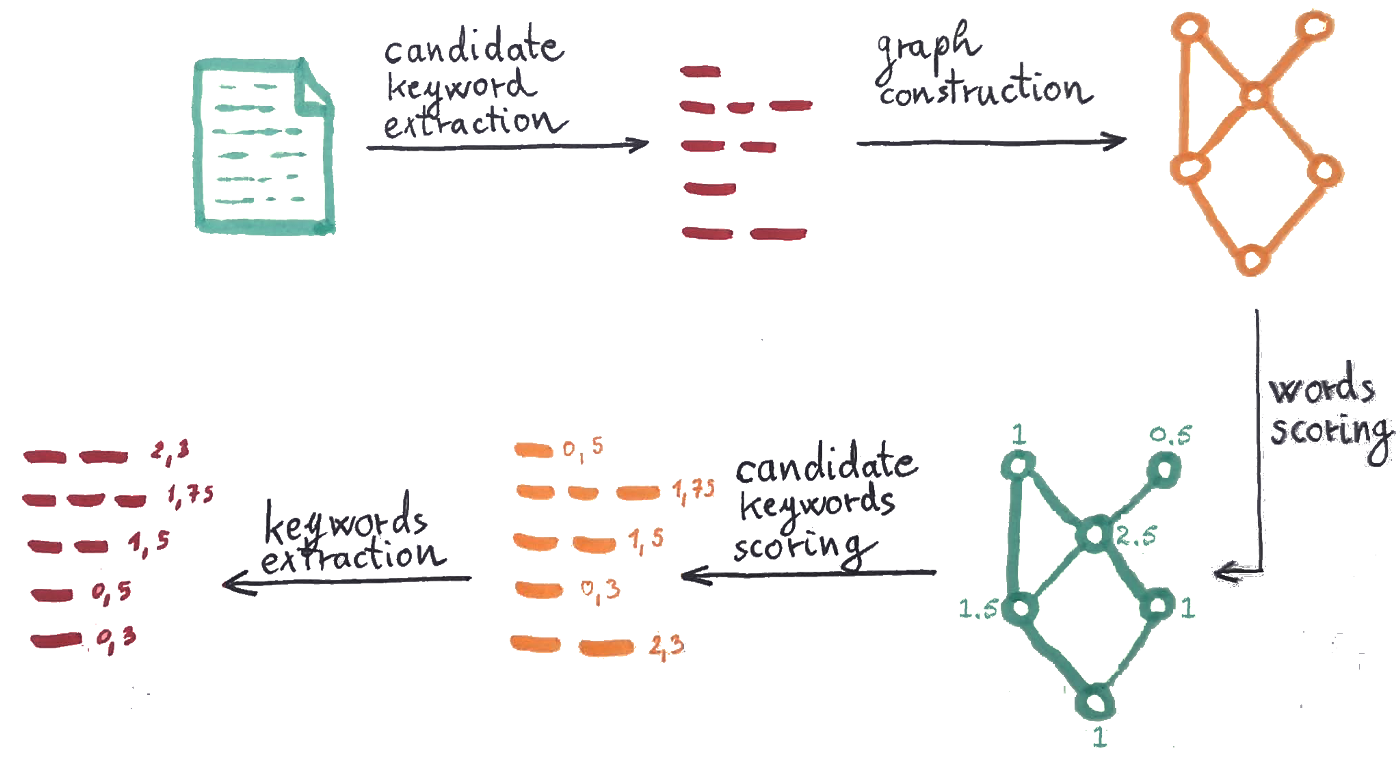 candidate
keyword
extraction
graph
construction
words
scoring
1
0.5
2.5
1.5
1
1
candidate
keywords
scoring
0,5
1,75
1,5
0,3
2,3
keywords
extraction
2,3
1,75
1,5
0,5
0,3